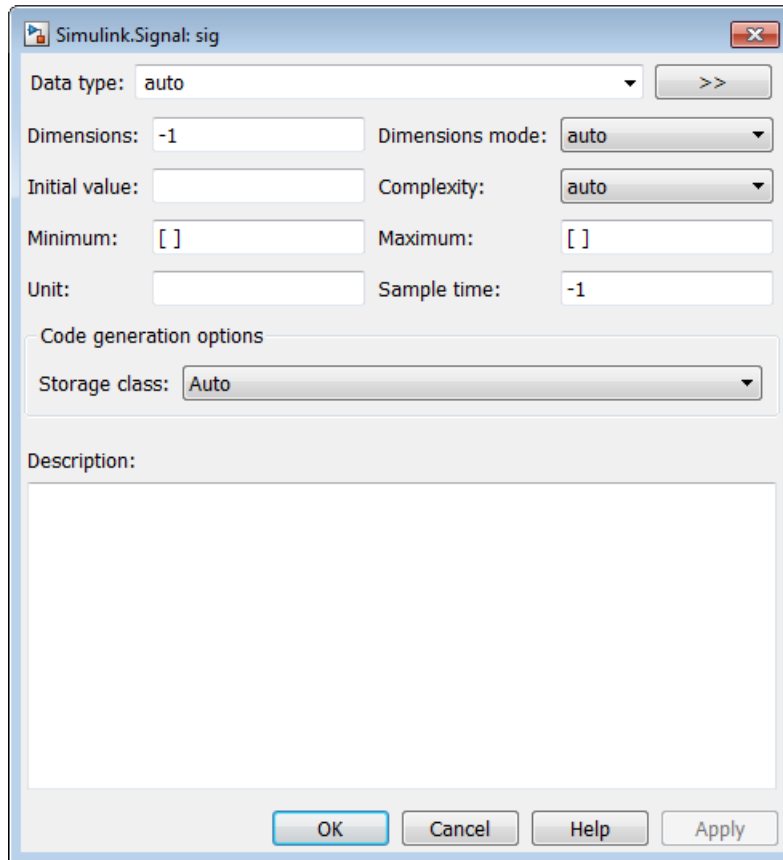 Simulink.Signal: sig
Data type: auto >>
Dimensions: -1 Dimensions mode: auto
Initial value: Complexity: auto
Minimum: [ ] Maximum: [ ]
Unit: Sample time: -1
Code generation options
Storage class: Auto
Description:
OK Cancel Help Apply